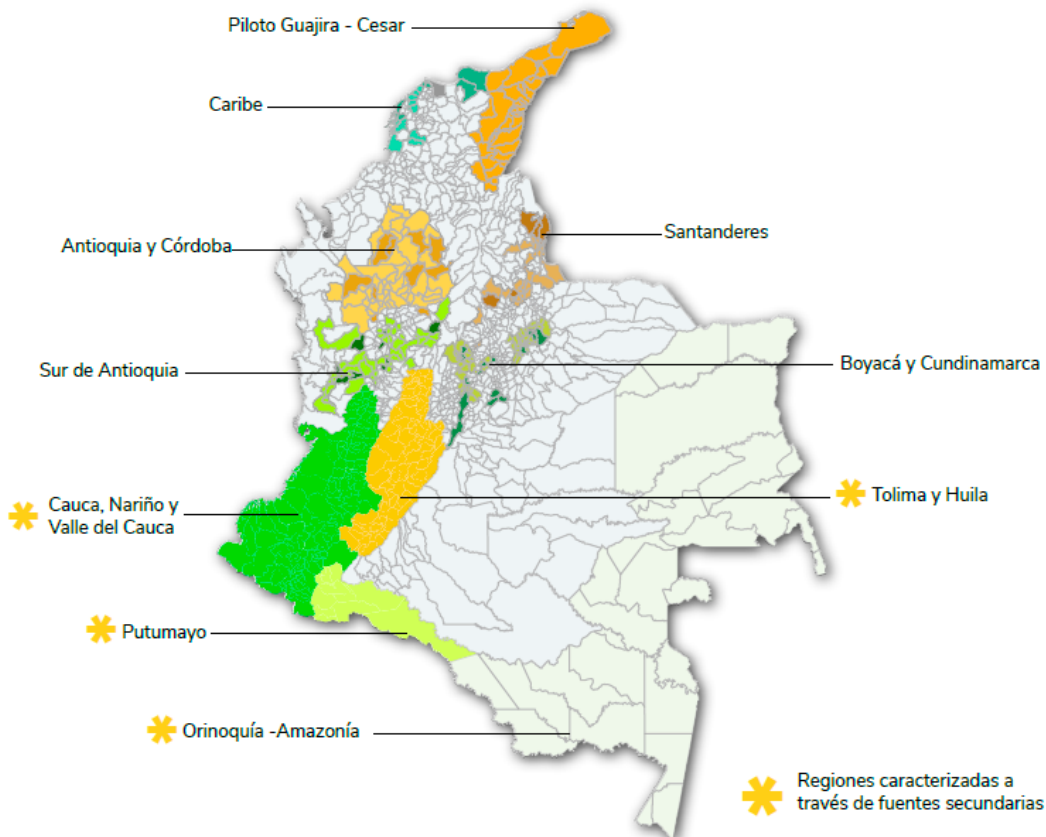 Piloto Guajira - Cesar
Caribe
Antioquia y Córdoba
Santanderes
Sur de Antioquia
Boyacá y Cundinamarca
Cauca, Nariño y
Valle del Cauca
Tolima y Huila
Putumayo
Orinoquía -Amazonía
Regiones caracterizadas a
través de fuentes secundarias